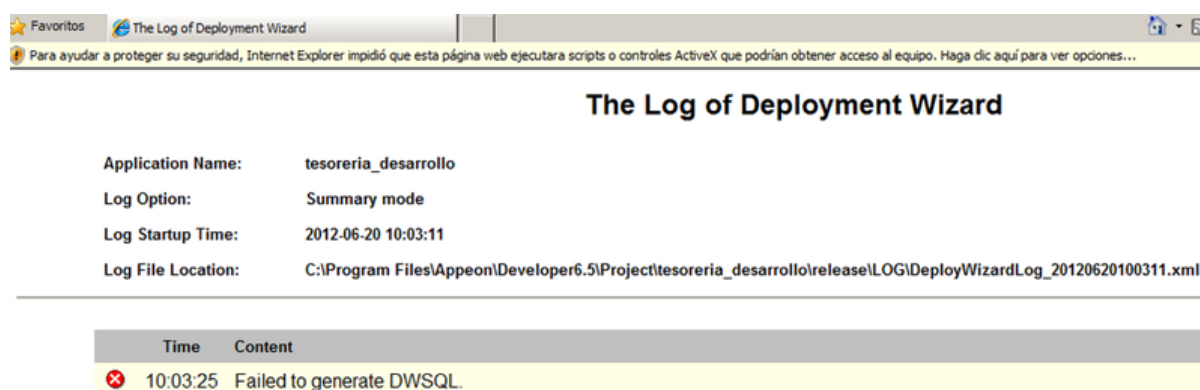 Favoritos The Log of Deployment Wizard
Para ayudar a proteger su seguridad, Internet Explorer impidió que esta página web ejecutara scripts o controles ActiveX que podrían obtener acceso al equipo. Haga clic aquí para ver opciones...
The Log of Deployment Wizard
Application Name: tesoreria_desarrollo
Log Option: Summary mode
Log Startup Time: 2012-06-20 10:03:11
Log File Location: C:\Program Files\Appeon\Developer6.5\Project\tesoreria_desarrollo\release\LOG\DeployWizardLog_20120620100311.xml
Time Content
10:03:25 Failed to generate DWSQL.